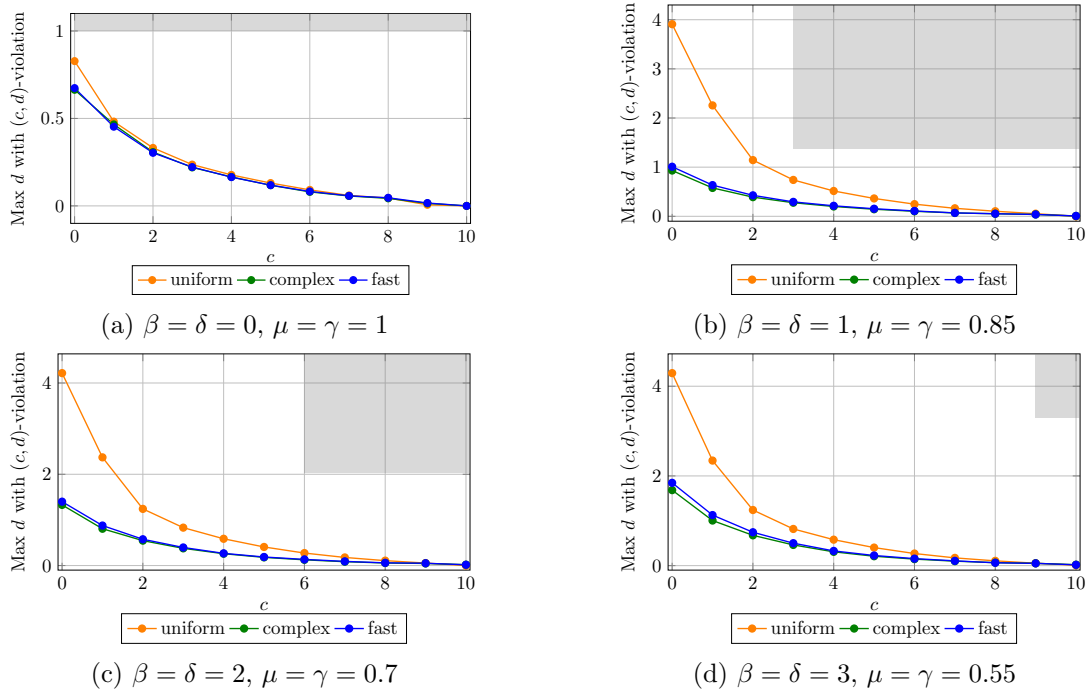 Max d with (c, d)-violation
1
0.5
0
0 2 4 6 8 10
c
uniform complex fast
(a) β = δ = 0, μ = γ = 1
Max d with (c, d)-violation
4
3
2
1
0
0 2 4 6 8 10
c
uniform complex fast
(b) β = δ = 1, μ = γ = 0.85
Max d with (c, d)-violation
4
2
0
0 2 4 6 8 10
c
uniform complex fast
(c) β = δ = 2, μ = γ = 0.7
Max d with (c, d)-violation
4
2
0
0 2 4 6 8 10
c
uniform complex fast
(d) β = δ = 3, μ = γ = 0.55